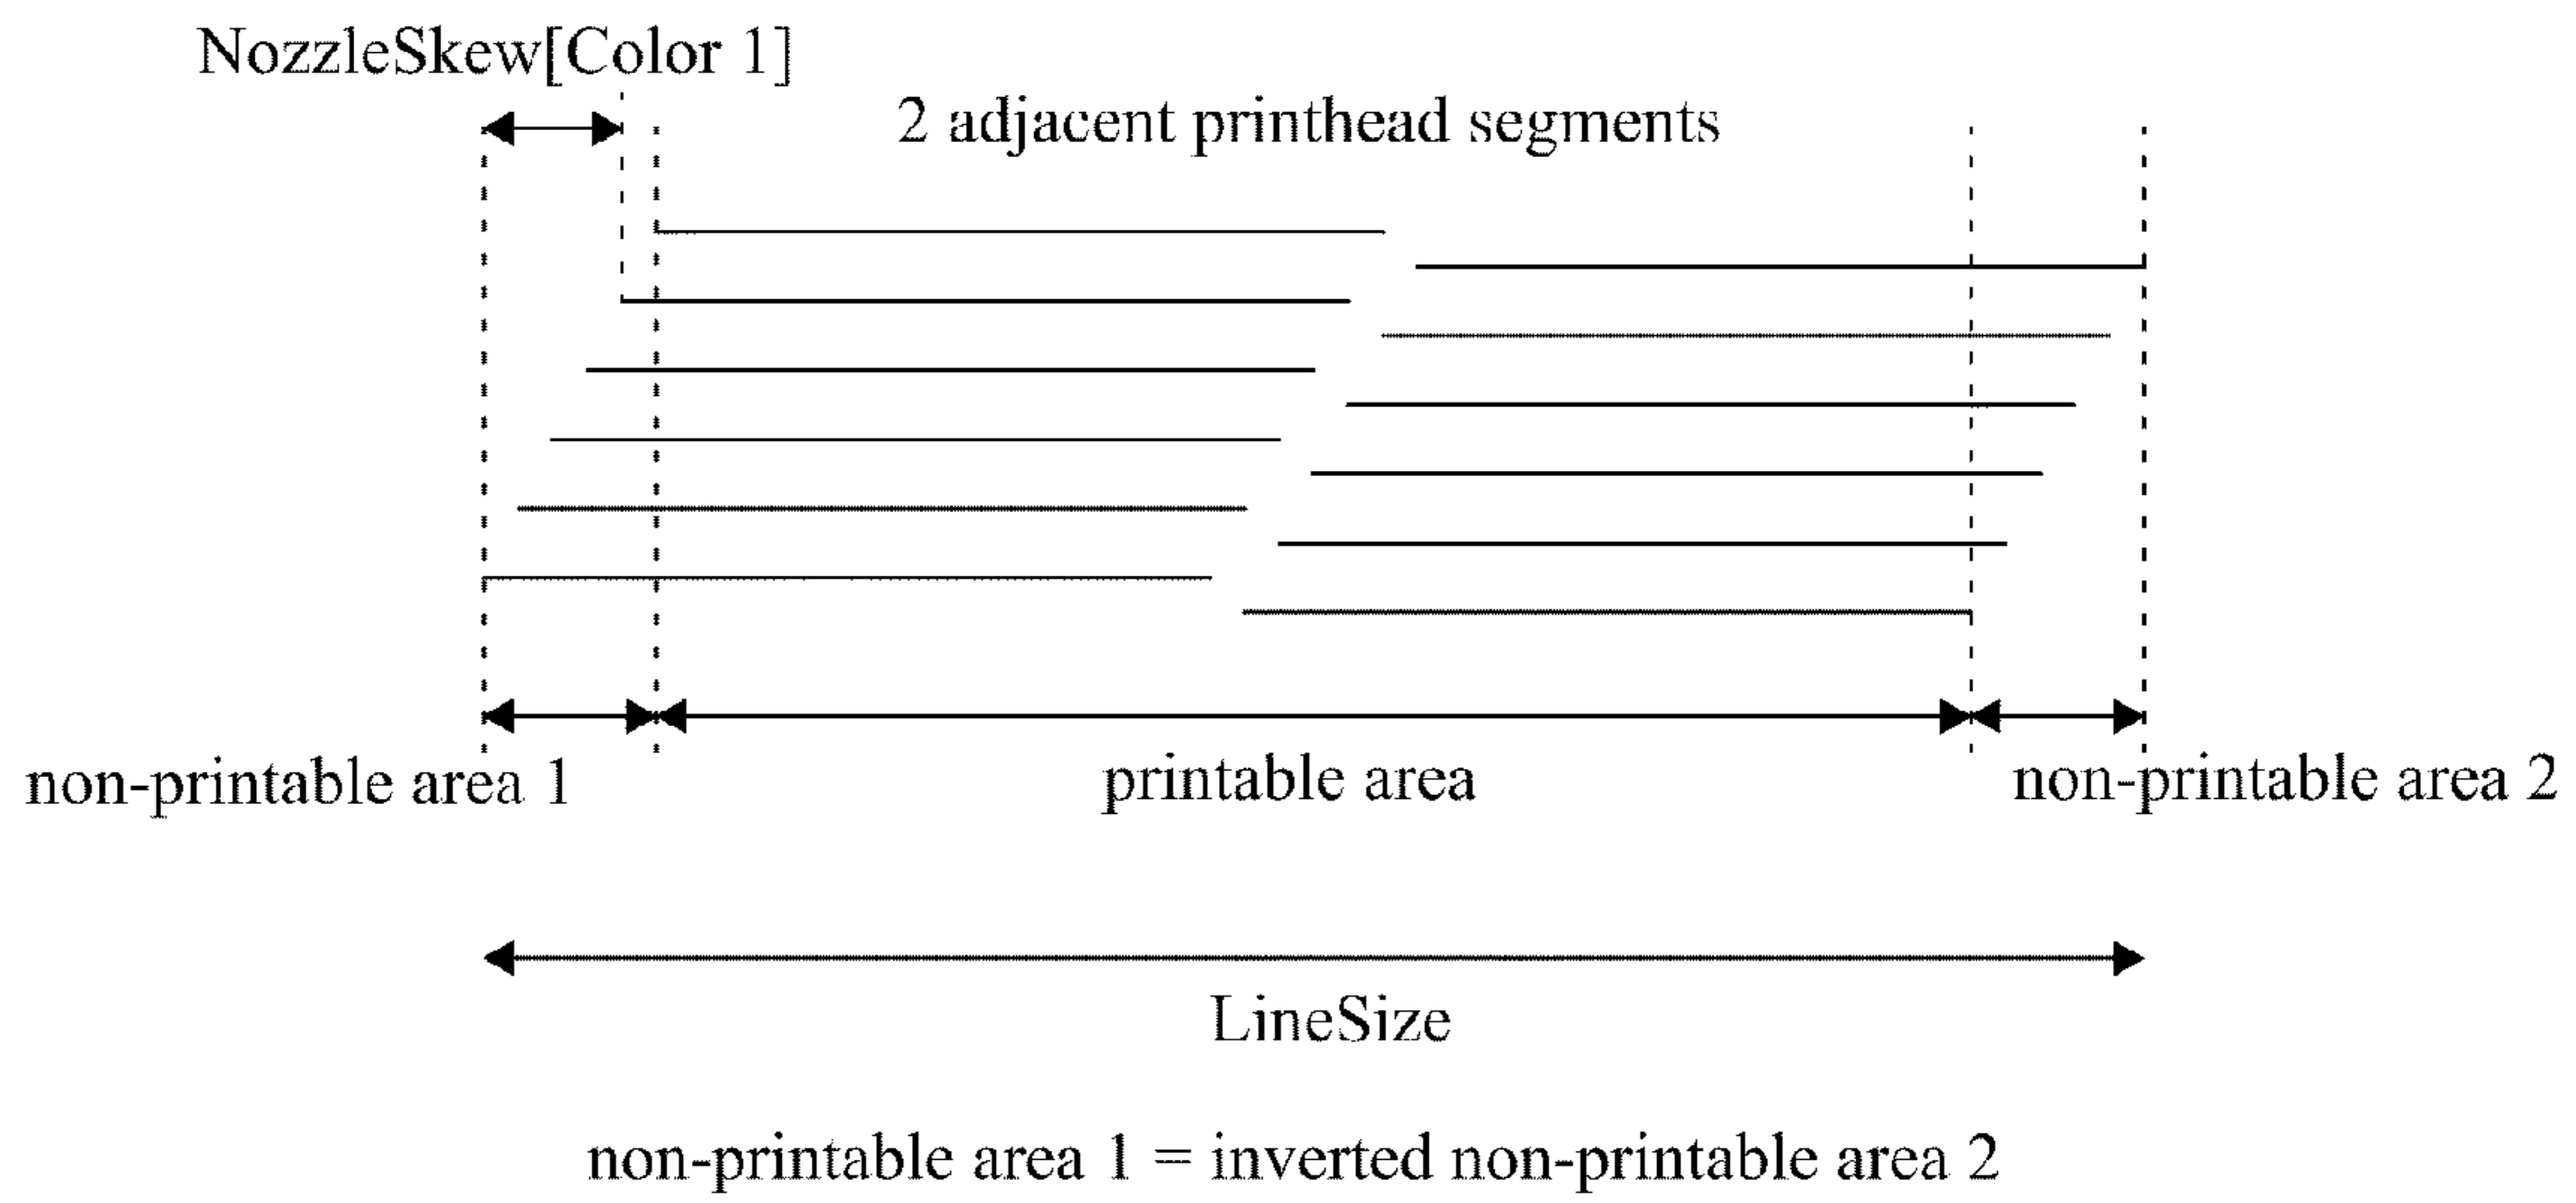 NozzleSkew[Color 1]
2 adjacent printhead segments
non-printable area 1
printable area
non-printable area 2
LineSize
non-printable area 1 = inverted non-printable area 2